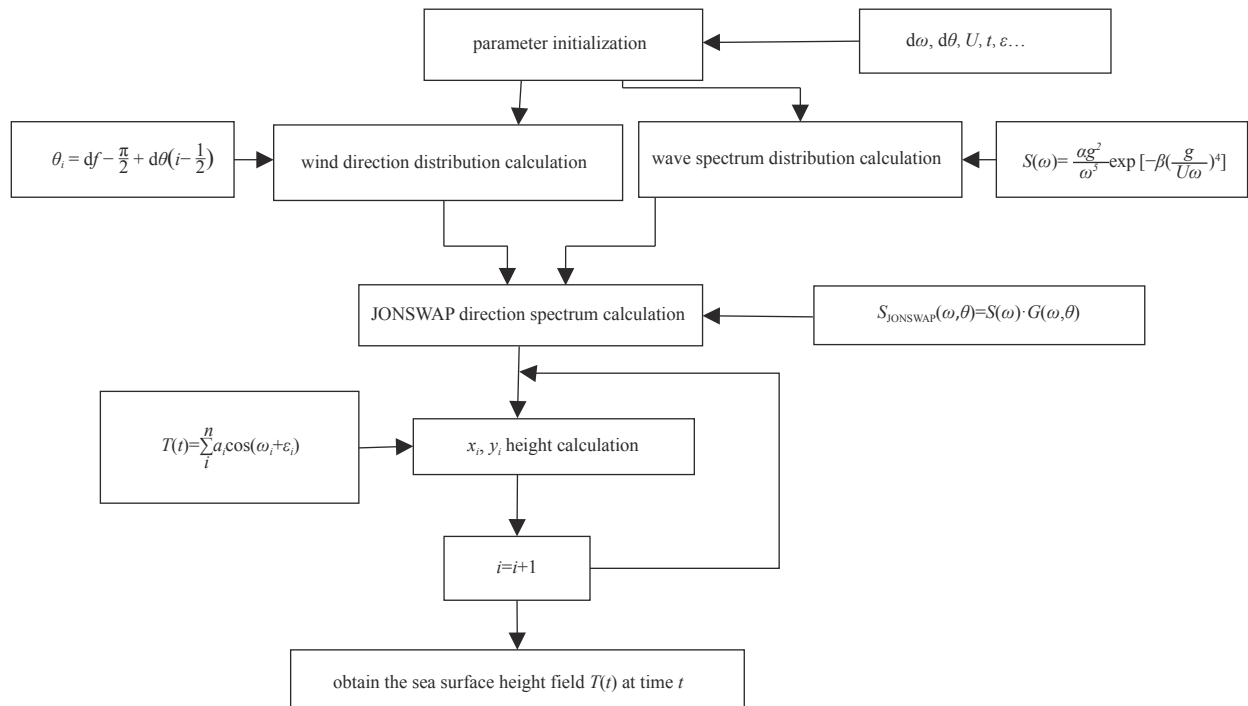 parameter initialization
dω, dθ, U, t, ε…
θᵢ = df − π/2 + dθ(i − 1/2)
wind direction distribution calculation
wave spectrum distribution calculation
S(ω)= αg²/ω⁵ exp [−β(g/Uω)⁴]
JONSWAP direction spectrum calculation
S_JONSWAP(ω,θ)=S(ω)·G(ω,θ)
T(t)=∑ᵢⁿ aᵢcos(ωᵢ+εᵢ)
xᵢ, yᵢ height calculation
i=i+1
obtain the sea surface height field T(t) at time t